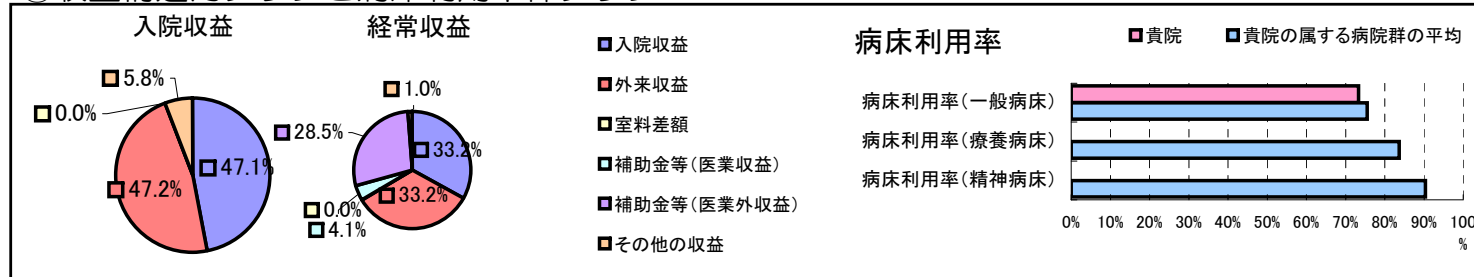 入院収益
経常収益
5.8%
0.0%
47.1%
47.2%
1.0%
28.5%
33.2%
33.2%
0.0%
4.1%
入院収益
外来収益
室料差額
補助金等(医業収益)
補助金等(医業外収益)
その他の収益
病床利用率
貴院 貴院の属する病院群の平均
病床利用率(一般病床)
病床利用率(療養病床)
病床利用率(精神病床)
0% 10% 20% 30% 40% 50% 60% 70% 80% 90% 100
%